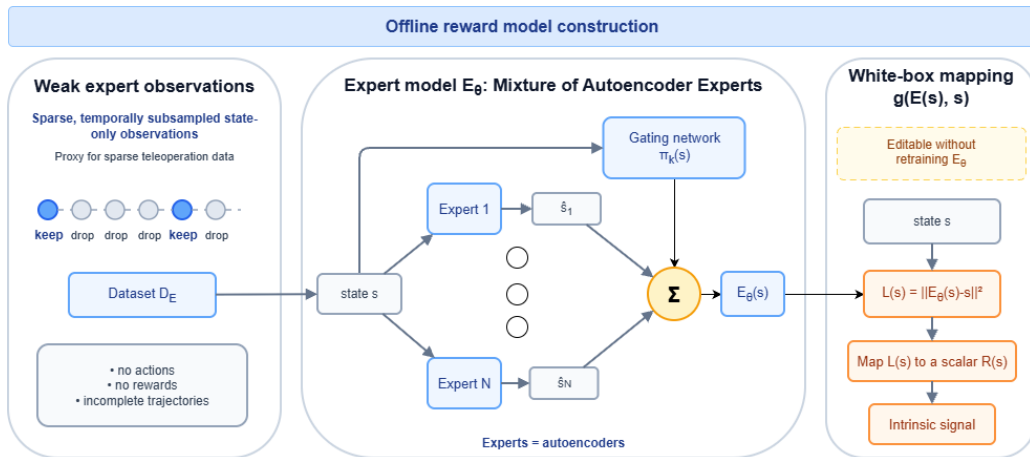 Offline reward model construction
Weak expert observations
Sparse, temporally subsampled state-
only observations
Proxy for sparse teleoperation data
keep drop drop drop keep drop
Dataset D_E
• no actions
• no rewards
• incomplete trajectories
Expert model E_θ: Mixture of Autoencoder Experts
Gating network
π_k(s)
Expert 1
ŝ₁
state s
Σ
E_θ(s)
Expert N
ŝ_N
Experts = autoencoders
White-box mapping
g(E(s), s)
Editable without
retraining E_θ
state s
L(s) = ||E_θ(s)-s||²
Map L(s) to a scalar R(s)
Intrinsic signal